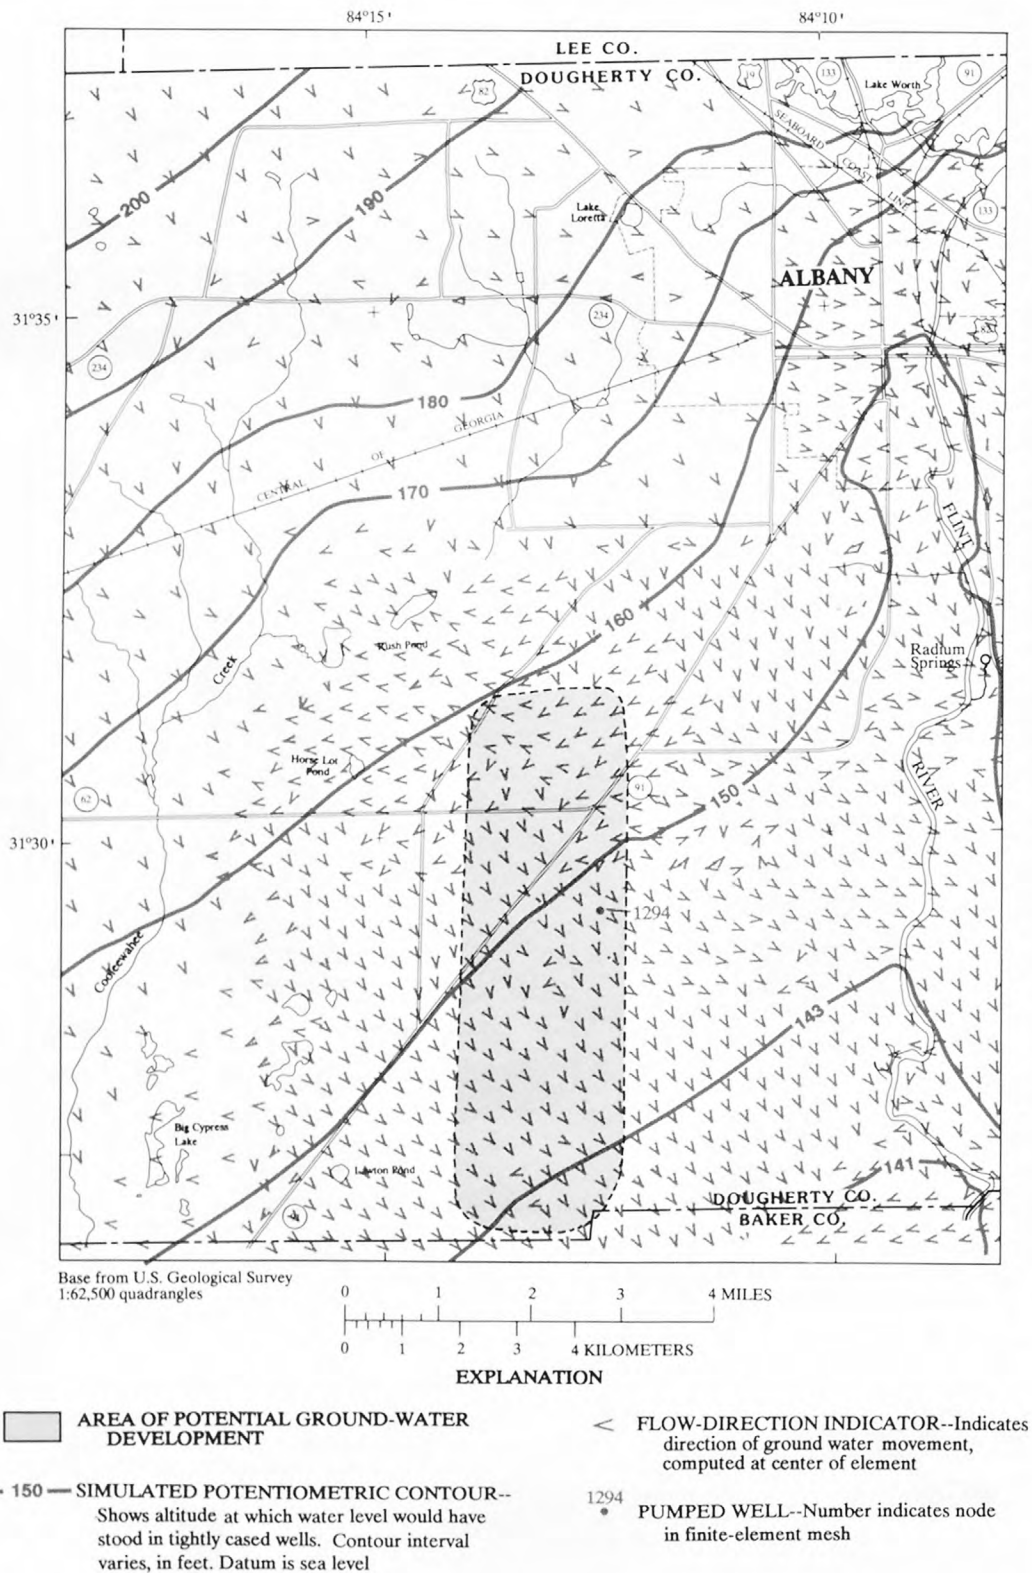 84°15'
84°10'
LEE CO.
DOUGHERTY CO.
82
19
133
91
Lake Worth
SEABOARD
COAST
LINE
200
190
Lake
Loretta
133
ALBANY
31°35'
234
82
234
180
GEORGIA
OF
CENTRAL
170
FLINT
160
Rush Pond
Creek
Radium
Springs
Horse Lot
Pond
62
91
150
RIVER
31°30'
1294
Cooleewahee
143
Big Cypress
Lake
Lawton Pond
141
DOUGHERTY CO.
BAKER CO.
Base from U.S. Geological Survey
1:62,500 quadrangles
0 1 2 3 4 MILES
0 1 2 3 4 KILOMETERS
EXPLANATION
AREA OF POTENTIAL GROUND-WATER
DEVELOPMENT
150 SIMULATED POTENTIOMETRIC CONTOUR--
Shows altitude at which water level would have
stood in tightly cased wells. Contour interval
varies, in feet. Datum is sea level
FLOW-DIRECTION INDICATOR--Indicates
direction of ground water movement,
computed at center of element
1294
PUMPED WELL--Number indicates node
in finite-element mesh